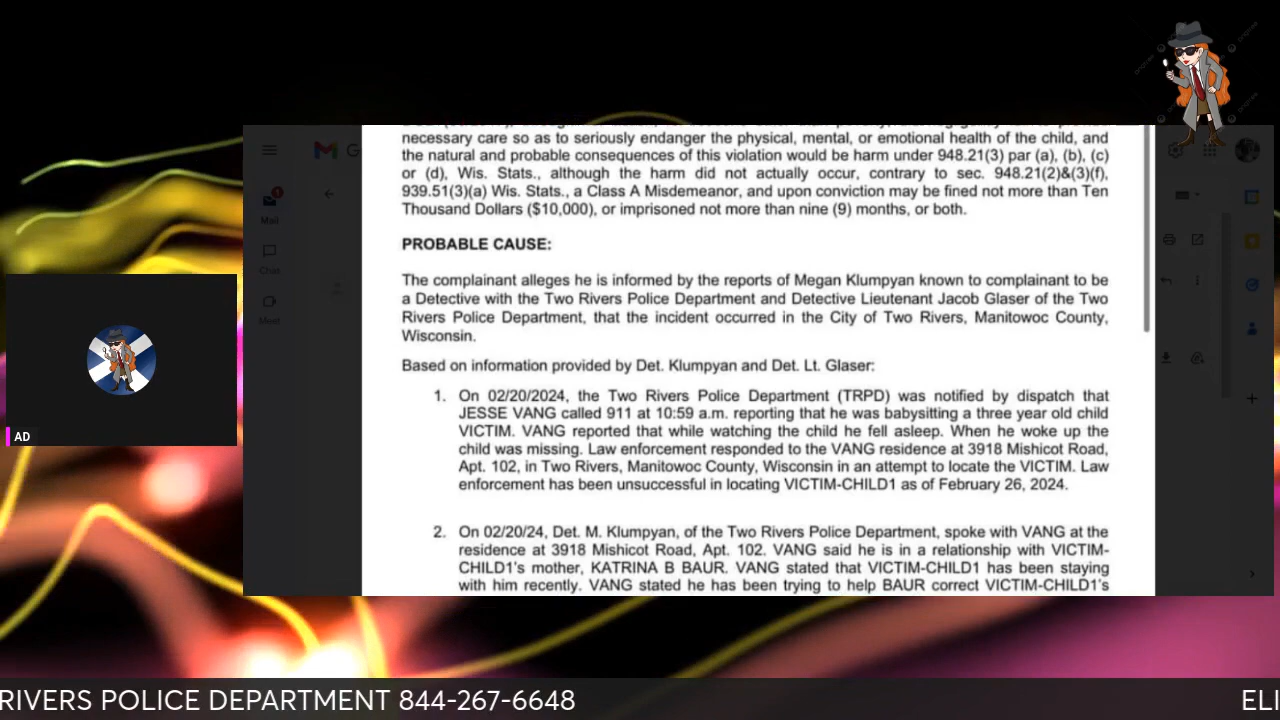 necessary care so as to seriously endanger the physical, mental, or emotional health of the child, and
the natural and probable consequences of this violation would be harm under 948.21(3) par (a), (b), (c)
or (d), Wis. Stats., although the harm did not actually occur, contrary to sec. 948.21(2)&(3)(f),
939.51(3)(a) Wis. Stats., a Class A Misdemeanor, and upon conviction may be fined not more than Ten
Thousand Dollars ($10,000), or imprisoned not more than nine (9) months, or both.
PROBABLE CAUSE:
The complainant alleges he is informed by the reports of Megan Klumpyan known to complainant to be
a Detective with the Two Rivers Police Department and Detective Lieutenant Jacob Glaser of the Two
Rivers Police Department, that the incident occurred in the City of Two Rivers, Manitowoc County,
Wisconsin.
Based on information provided by Det. Klumpyan and Det. Lt. Glaser:
1. On 02/20/2024, the Two Rivers Police Department (TRPD) was notified by dispatch that
JESSE VANG called 911 at 10:59 a.m. reporting that he was babysitting a three year old child
VICTIM. VANG reported that while watching the child he fell asleep. When he woke up the
child was missing. Law enforcement responded to the VANG residence at 3918 Mishicot Road,
Apt. 102, in Two Rivers, Manitowoc County, Wisconsin in an attempt to locate the VICTIM. Law
enforcement has been unsuccessful in locating VICTIM-CHILD1 as of February 26, 2024.
2. On 02/20/24, Det. M. Klumpyan, of the Two Rivers Police Department, spoke with VANG at the
residence at 3918 Mishicot Road, Apt. 102. VANG said he is in a relationship with VICTIM-
CHILD1's mother, KATRINA B BAUR. VANG stated that VICTIM-CHILD1 has been staying
with him recently. VANG stated he has been trying to help BAUR correct VICTIM-CHILD1's
G
Mail
Chat
Meet
AD
RIVERS POLICE DEPARTMENT 844-267-6648
ELI